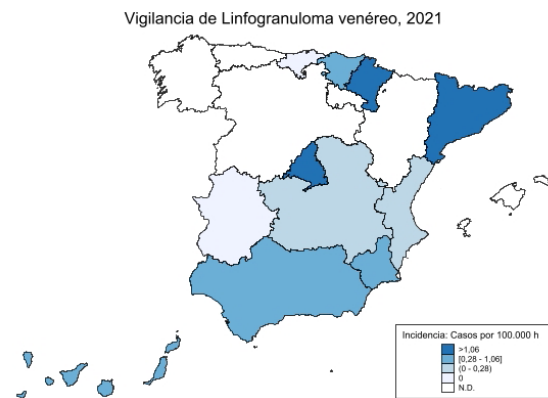 Vigilancia de Linfogranuloma venéreo, 2021
Incidencia: Casos por 100.000 h
>1,06
[0,28 - 1,06]
(0 - 0,28)
0
N.D.